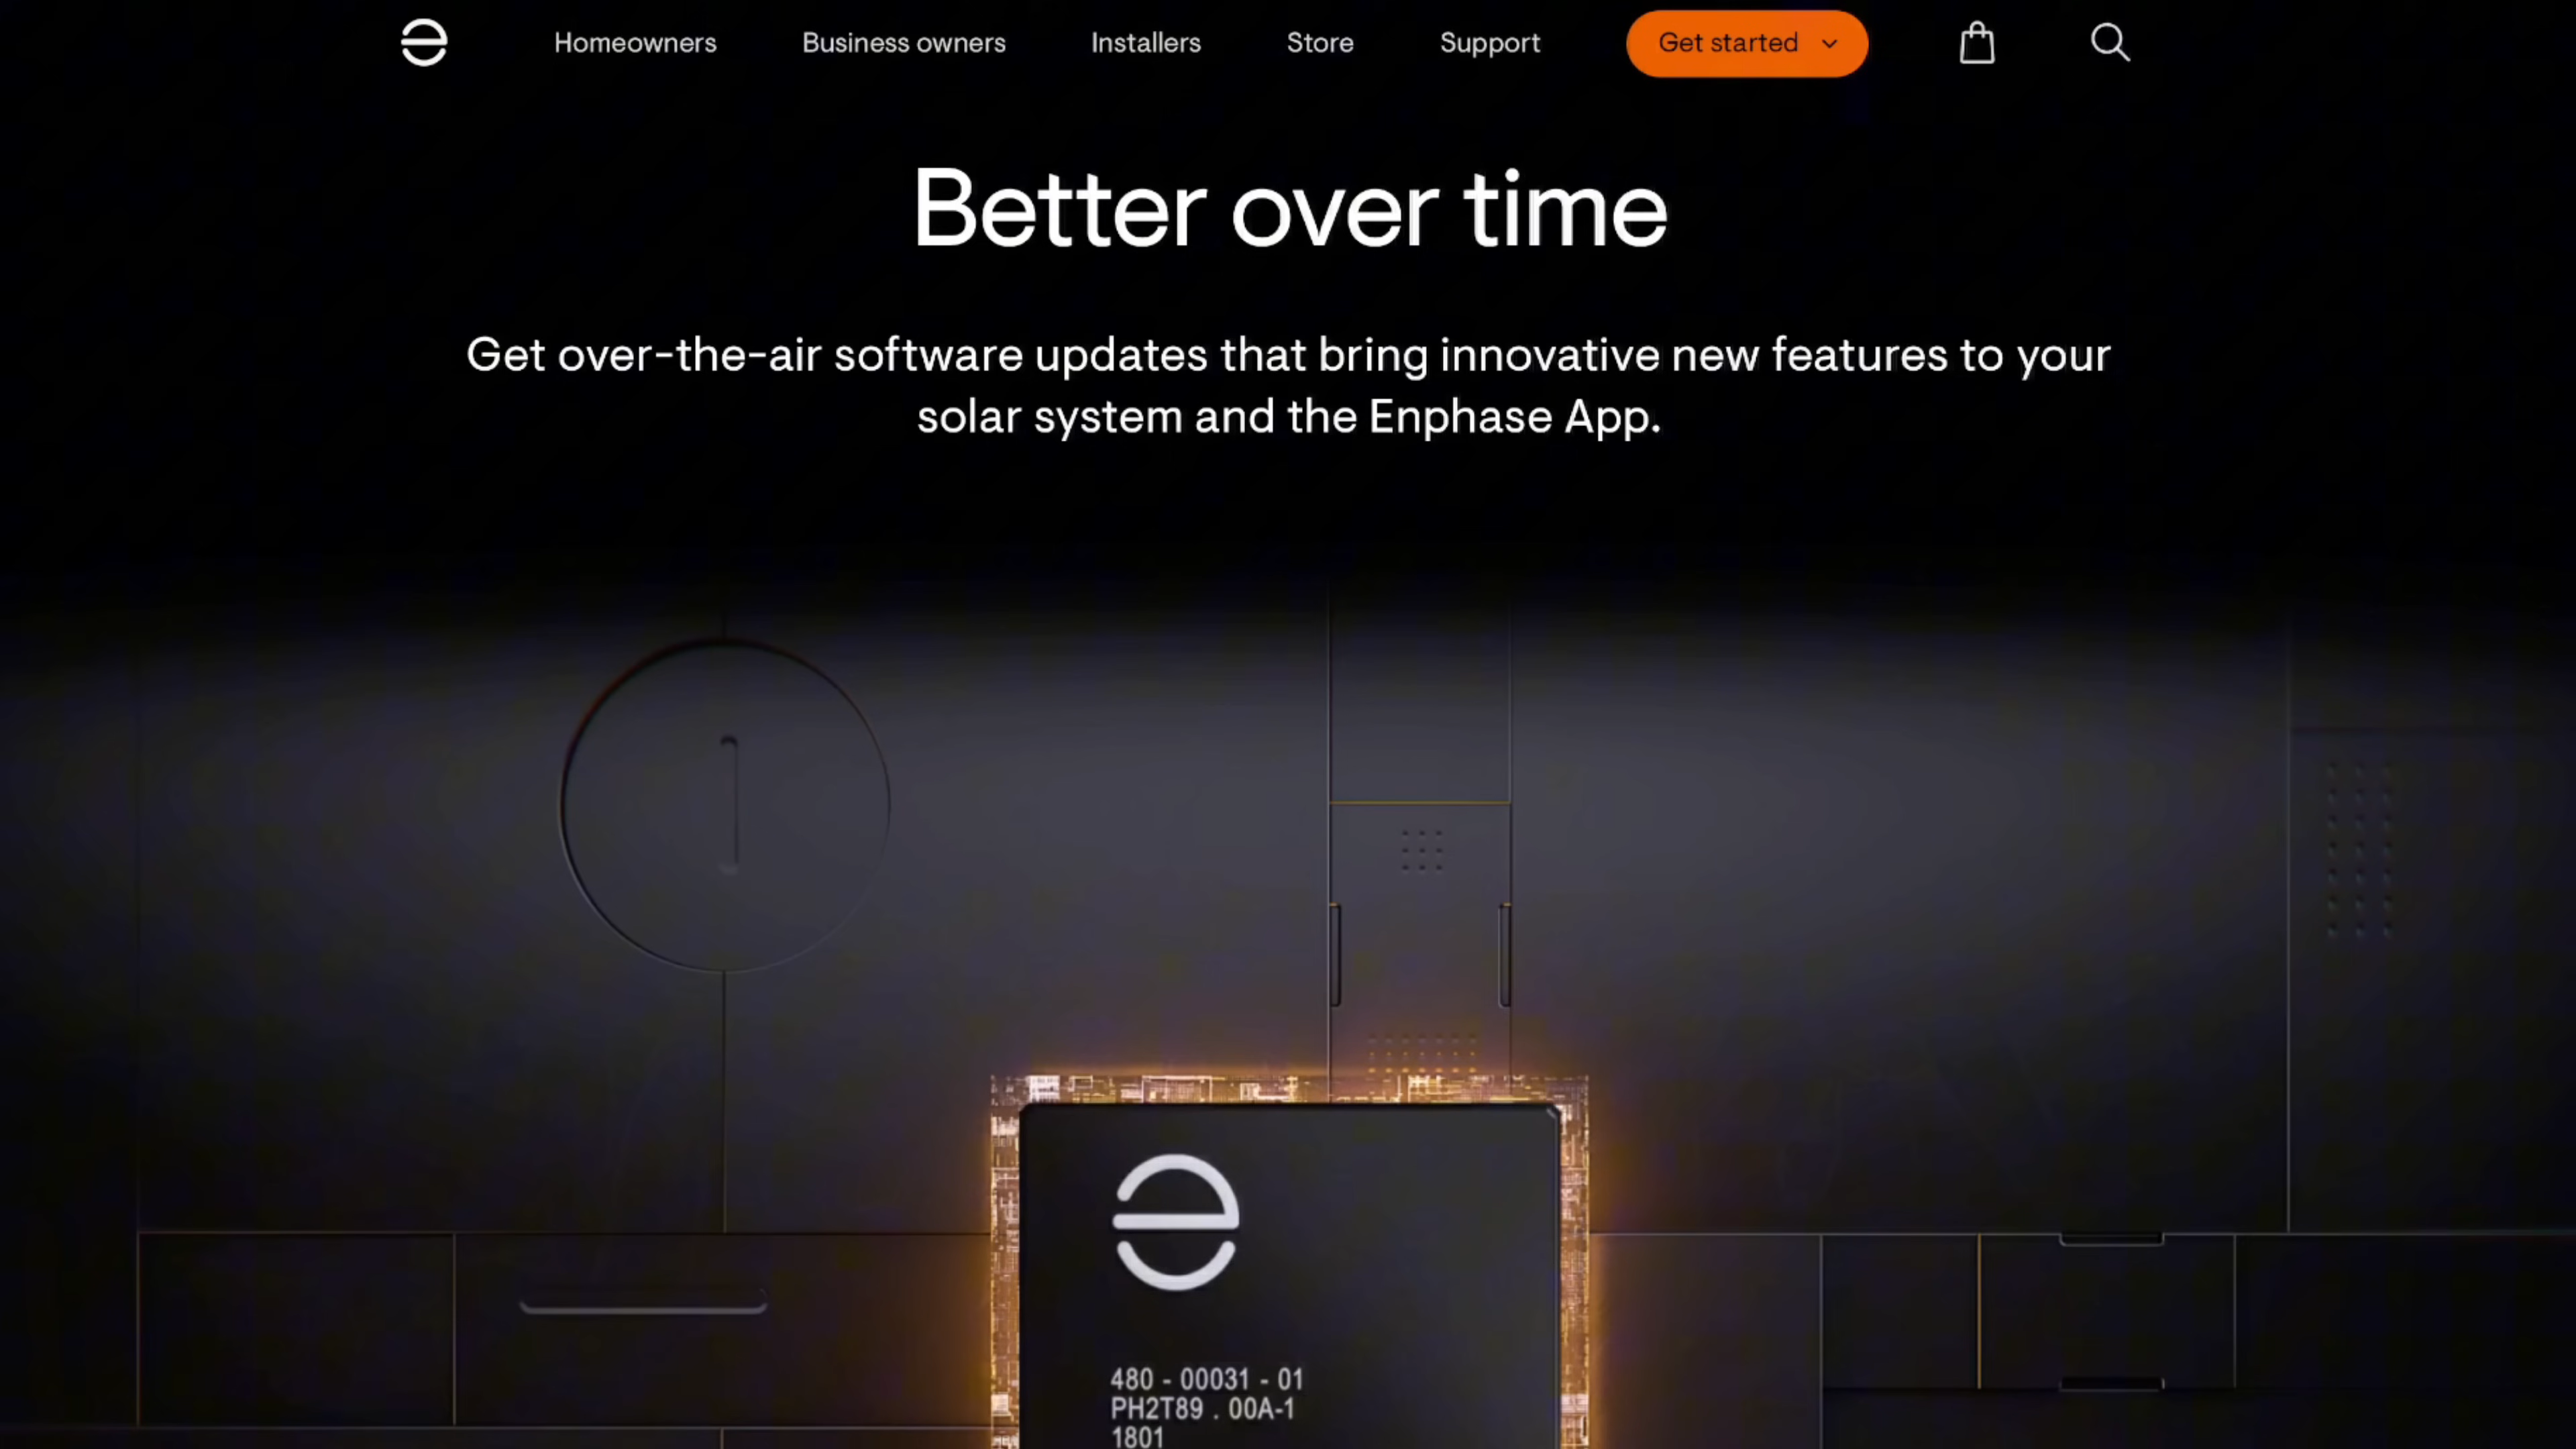 Homeowners Business owners Installers Store Support Get started
Better over time
Get over-the-air software updates that bring innovative new features to your
solar system and the Enphase App.
480 - 00031 - 01
PH2T89 . 00A-1
1801